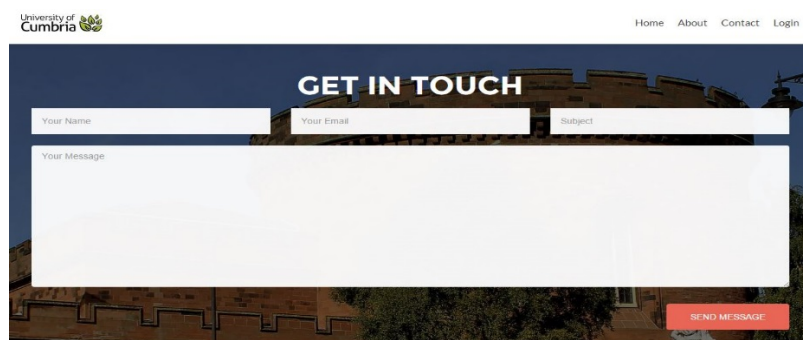 University of
Cumbria
Home About Contact Login
GET IN TOUCH
Your Name Your Email Subject
Your Message
SEND MESSAGE